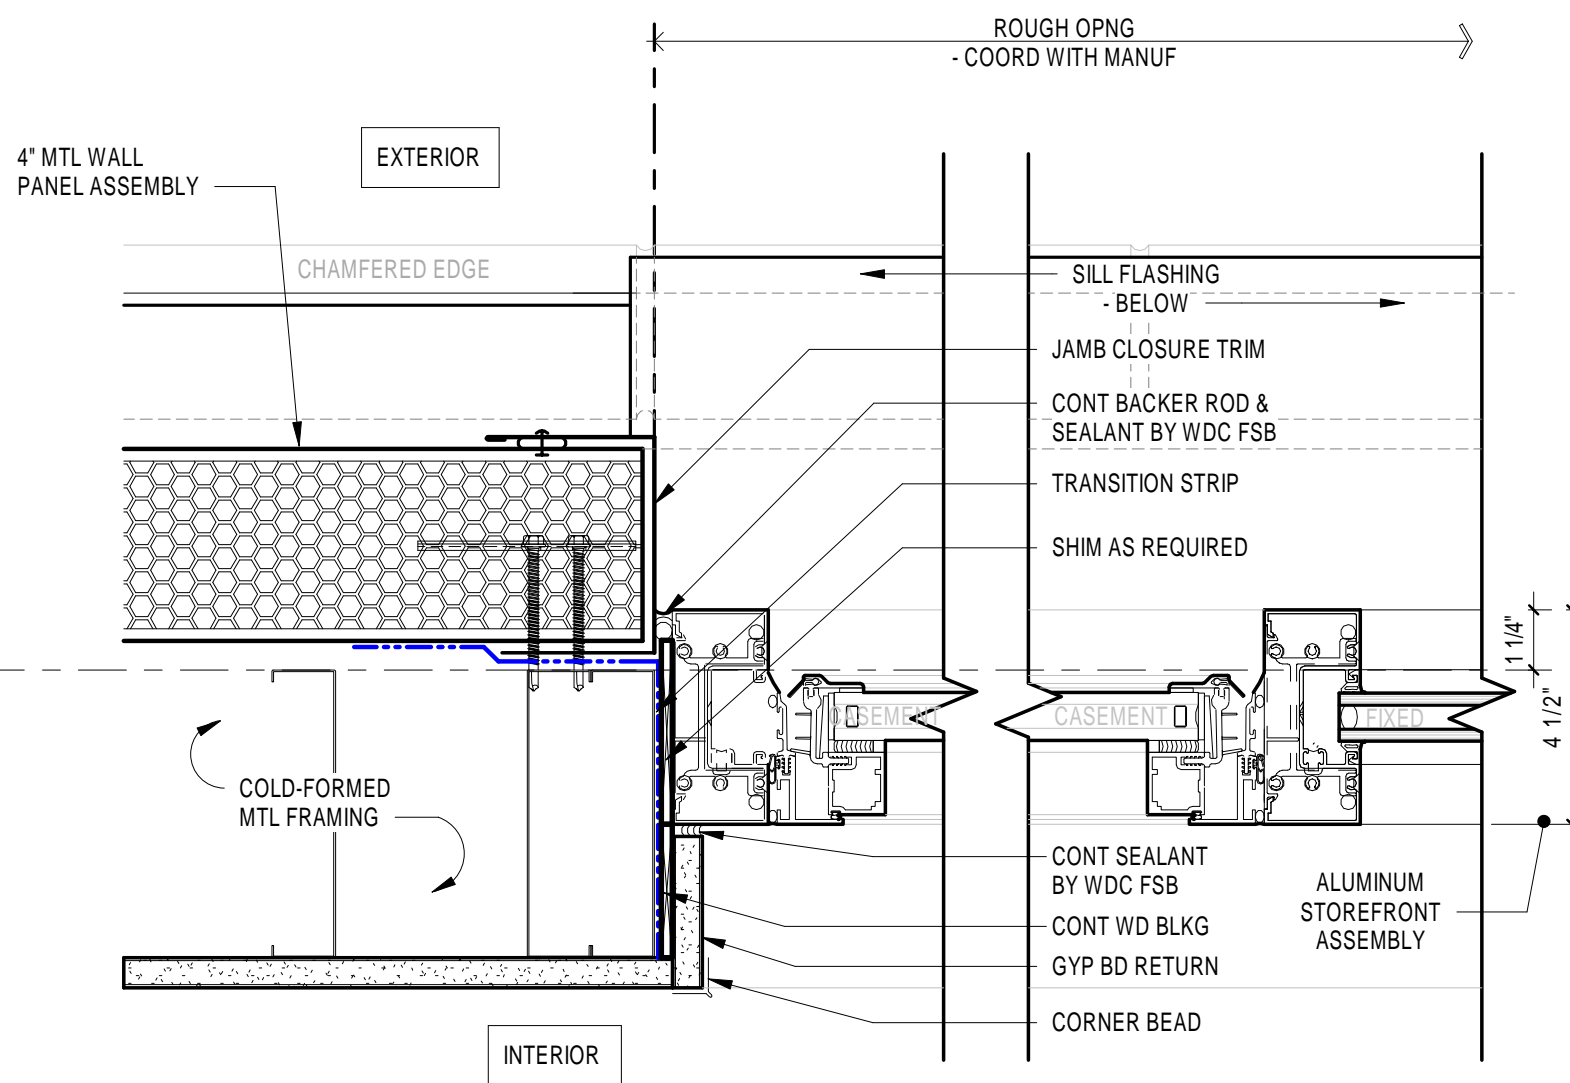 ROUGH OPNG
- COORD WITH MANUF
EXTERIOR
4" MTL WALL
PANEL ASSEMBLY
CHAMFERED EDGE
SILL FLASHING
- BELOW
JAMB CLOSURE TRIM
CONT BACKER ROD &
SEALANT BY WDC FSB
TRANSITION STRIP
SHIM AS REQUIRED
1 1/4"
4 1/2"
CASEMENT
CASEMENT
FIXED
COLD-FORMED
MTL FRAMING
CONT SEALANT
BY WDC FSB
CONT WD BLKG
GYP BD RETURN
CORNER BEAD
ALUMINUM
STOREFRONT
ASSEMBLY
INTERIOR